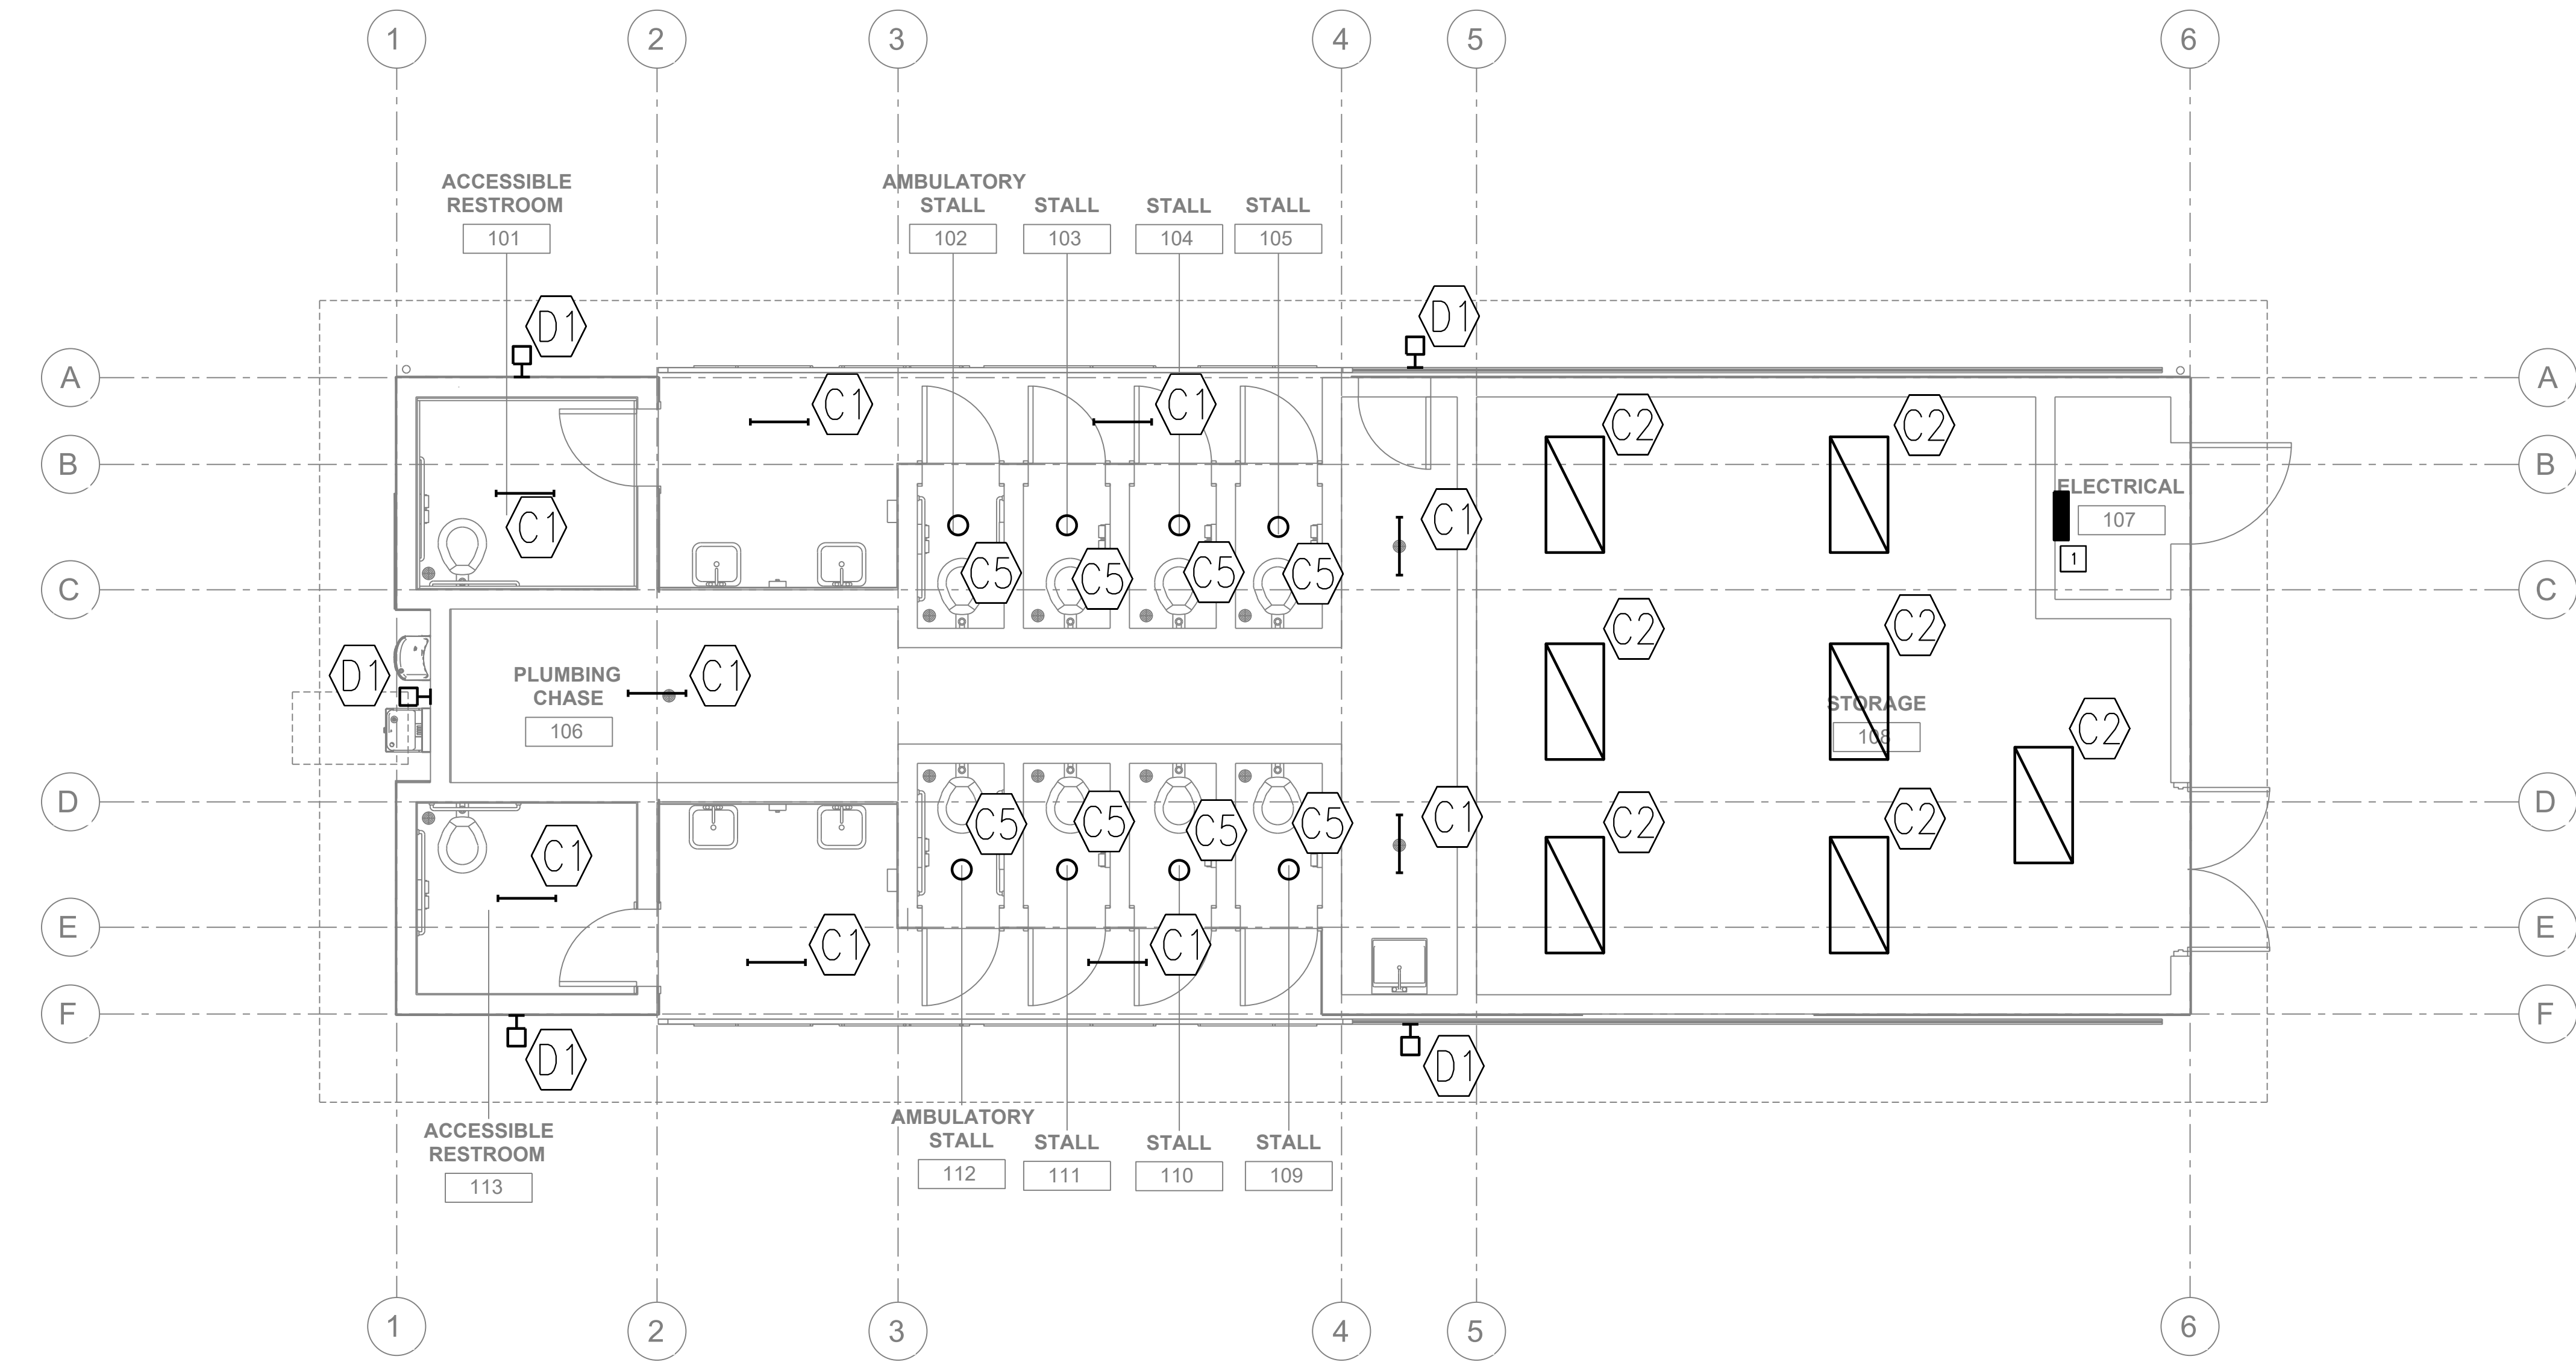 1 2 3 4 5 6
ACCESSIBLE
RESTROOM
101
AMBULATORY
STALL
102
STALL
103
STALL
104
STALL
105
D1
D1
A
A
C1
C1
C2
C2
B
B
ELECTRICAL
107
1
C1
C1
C5
C5
C5
C5
C
C
D1
PLUMBING
CHASE
106
C1
C2
C2
STORAGE
108
C2
D
D
C1
C5
C5
C5
C5
C1
C2
C2
E
E
C1
C1
F
F
D1
D1
ACCESSIBLE
RESTROOM
113
AMBULATORY
STALL
112
STALL
111
STALL
110
STALL
109
1 2 3 4 5 6